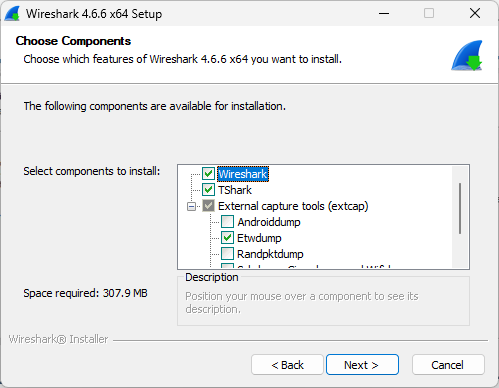 Wireshark 4.6.6 x64 Setup
Choose Components
Choose which features of Wireshark 4.6.6 x64 you want to install.
The following components are available for installation.
Select components to install:
Wireshark
TShark
External capture tools (extcap)
Androiddump
Etwdump
Randpktdump
Space required: 307.9 MB
Description
Position your mouse over a component to see its
description.
Wireshark® Installer
< Back
Next >
Cancel